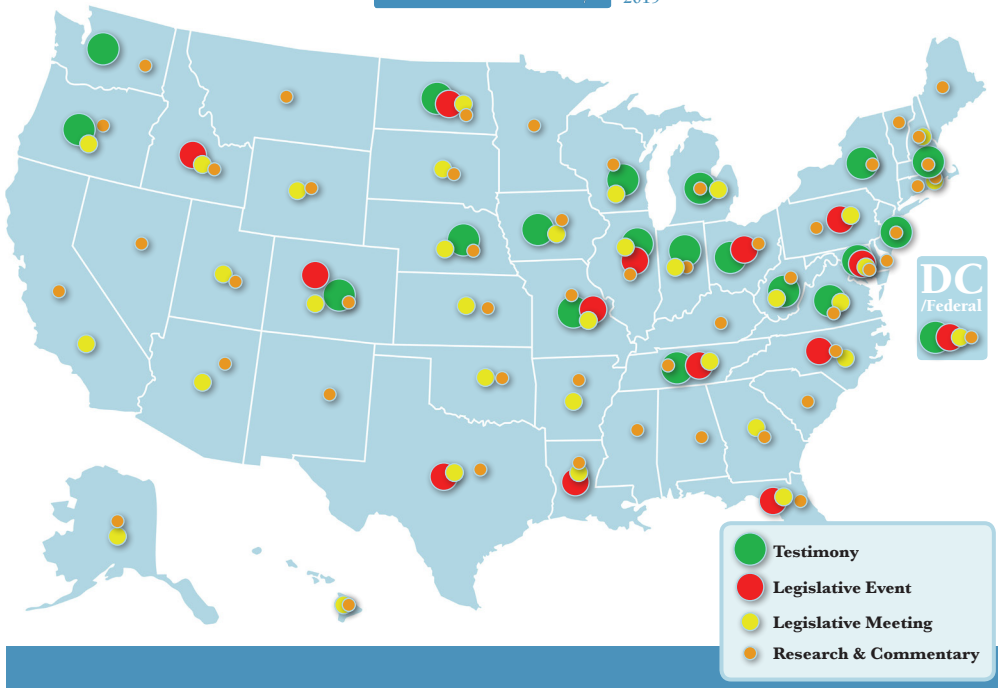 2019
DC
/Federal
Testimony
Legislative Event
Legislative Meeting
Research & Commentary